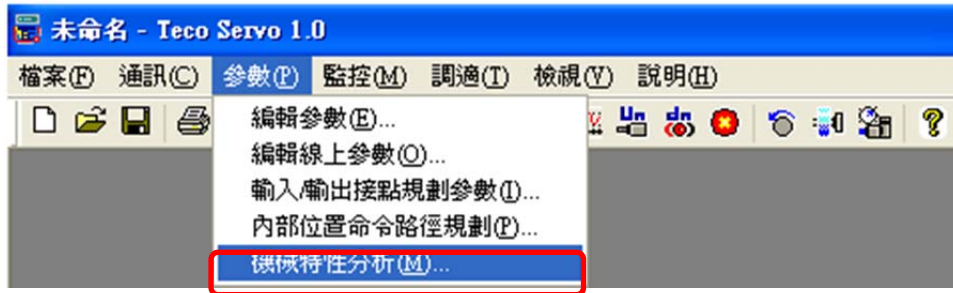 未命名 - Teco Servo 1.0
檔案(F) 通訊(C) 參數(P) 監控(M) 調適(T) 檢視(V) 說明(H)
Un dn
編輯參數(E)...
編輯線上參數(O)...
輸入/輸出接點規劃參數(I)...
內部位置命令路徑規劃(P)...
機械特性分析(M)...